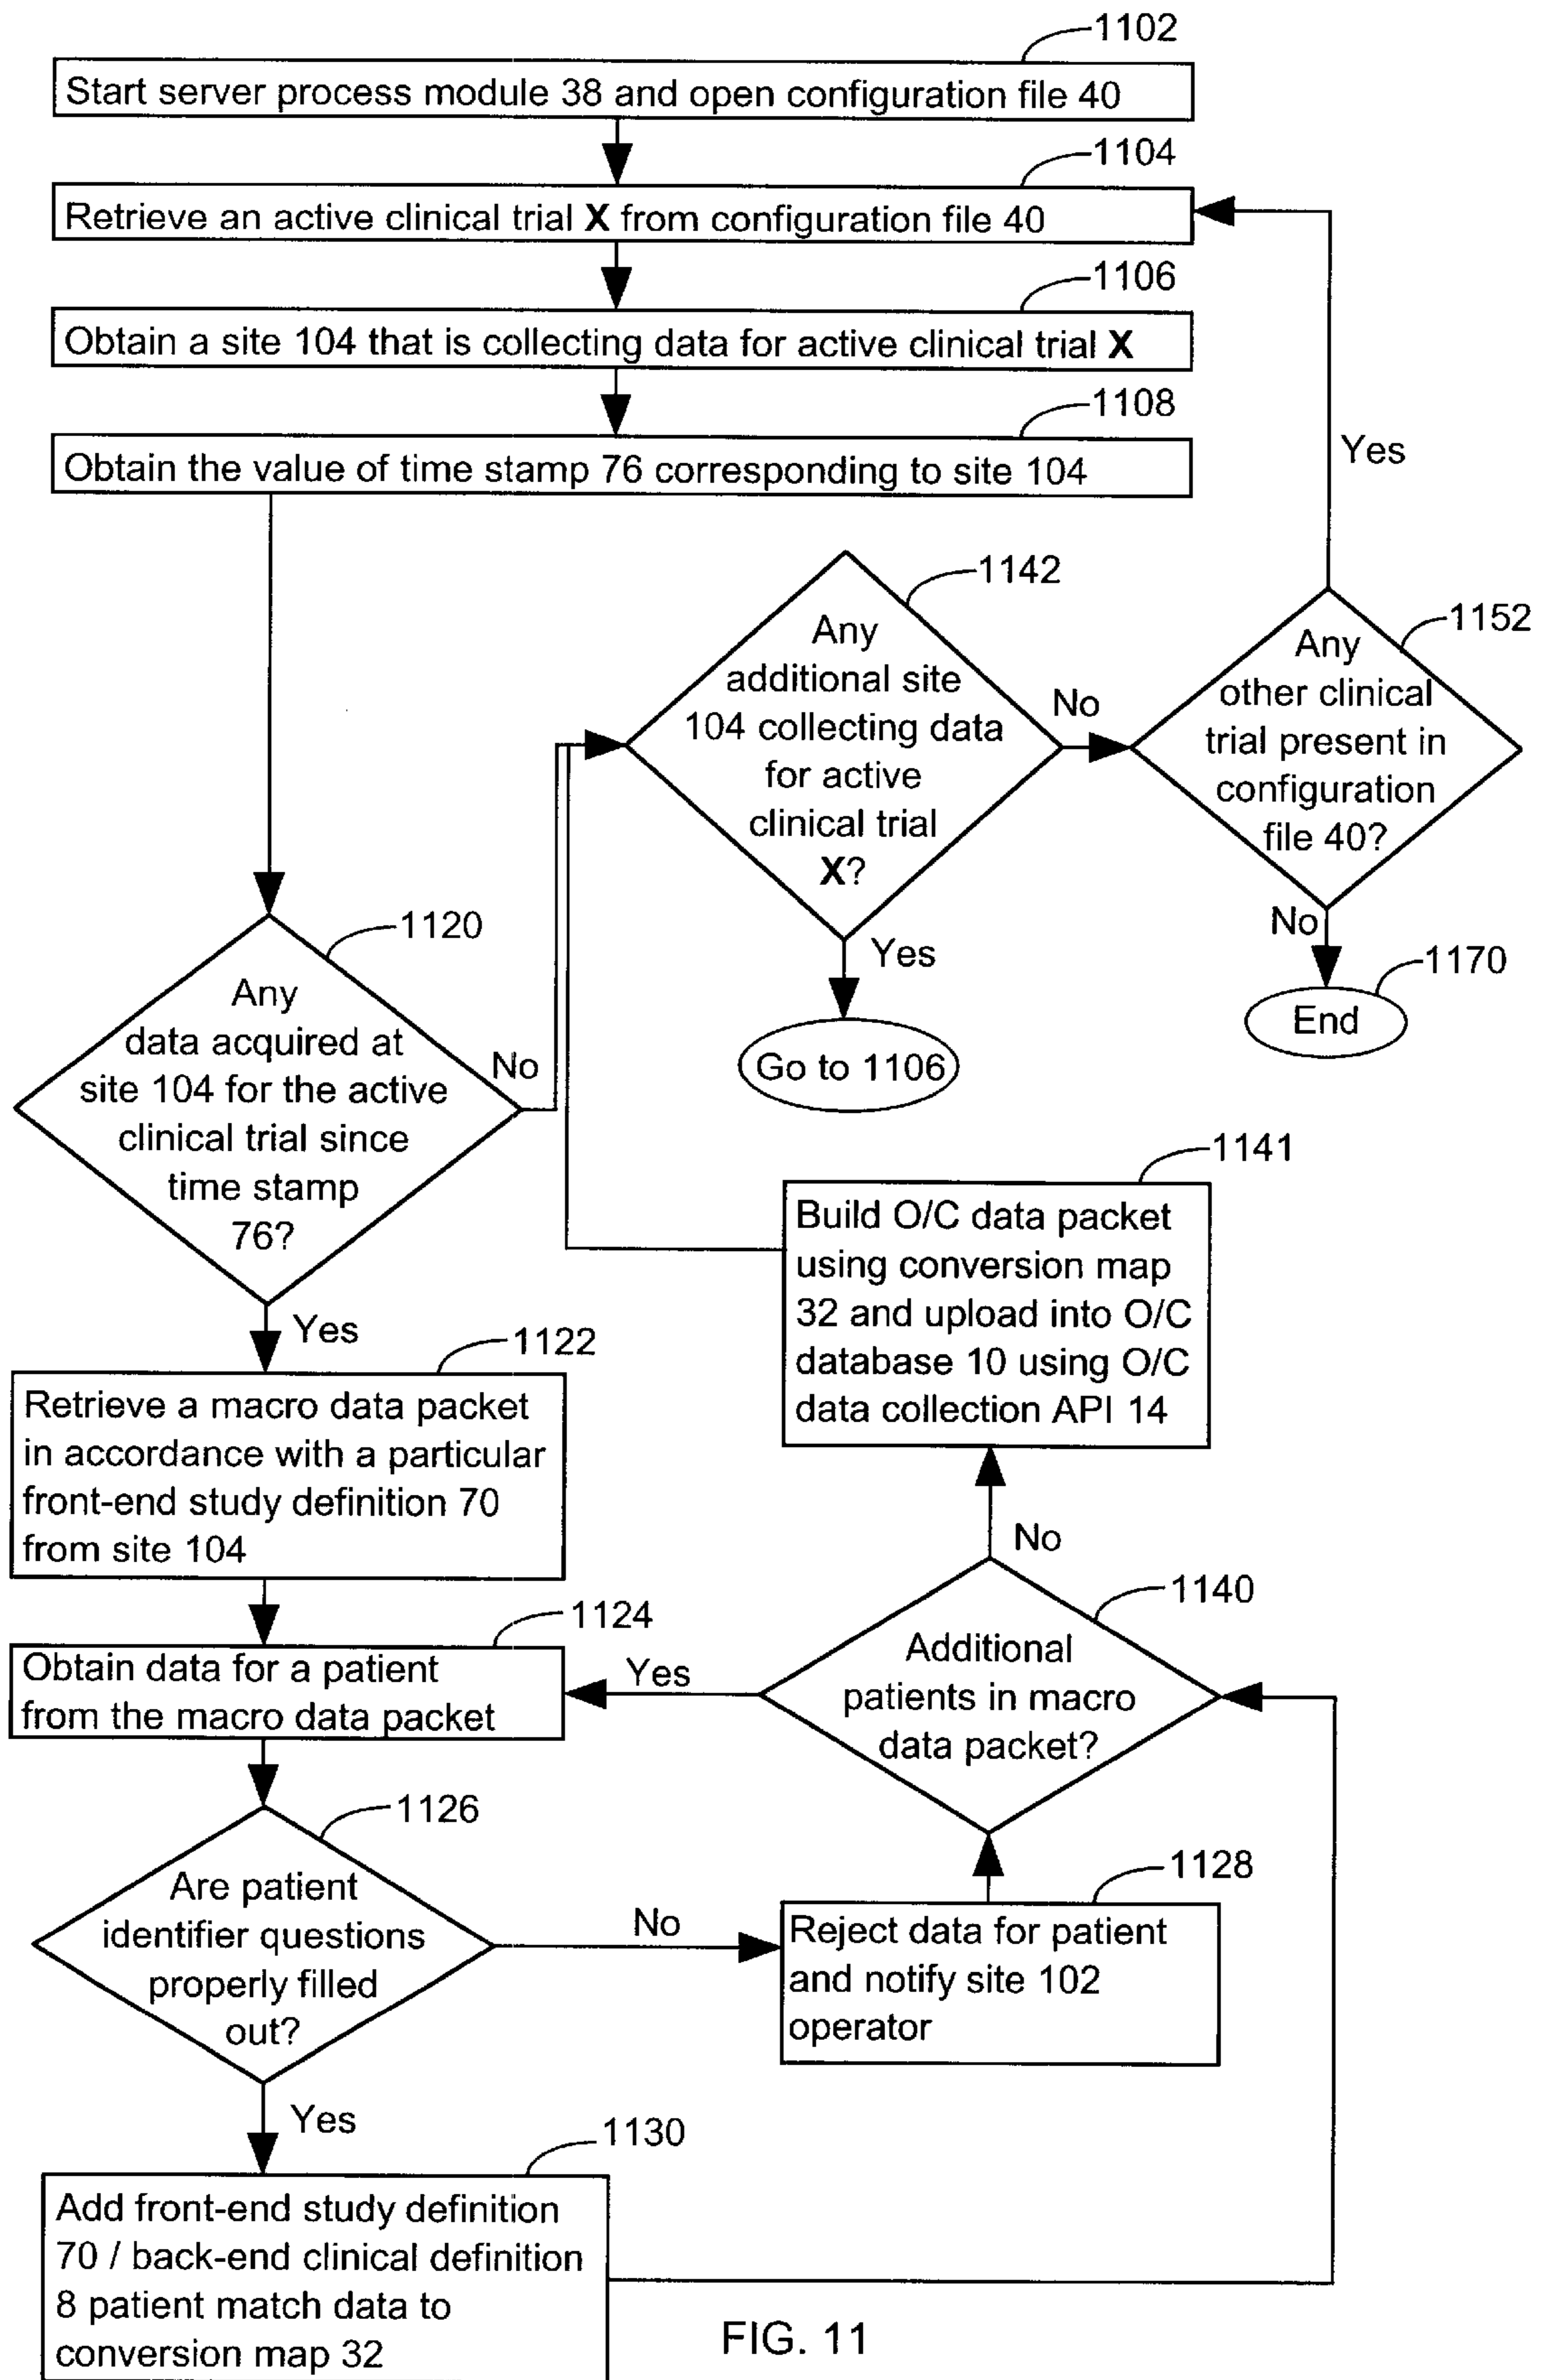 1102
Start server process module 38 and open configuration file 40
1104
Retrieve an active clinical trial X from configuration file 40
1106
Obtain a site 104 that is collecting data for active clinical trial X
1108
Obtain the value of time stamp 76 corresponding to site 104
Yes
1142
Any
additional site
104 collecting data
for active
clinical trial
X?
No
Yes
Go to 1106
1152
Any
other clinical
trial present in
configuration
file 40?
No
1170
End
1120
Any
data acquired at
site 104 for the active
clinical trial since
time stamp
76?
No
Yes
1141
Build O/C data packet
using conversion map
32 and upload into O/C
database 10 using O/C
data collection API 14
1122
Retrieve a macro data packet
in accordance with a particular
front-end study definition 70
from site 104
No
1140
Additional
patients in macro
data packet?
Yes
1124
Obtain data for a patient
from the macro data packet
1126
Are patient
identifier questions
properly filled
out?
No
1128
Reject data for patient
and notify site 102
operator
Yes
1130
Add front-end study definition
70 / back-end clinical definition
8 patient match data to
conversion map 32
FIG. 11